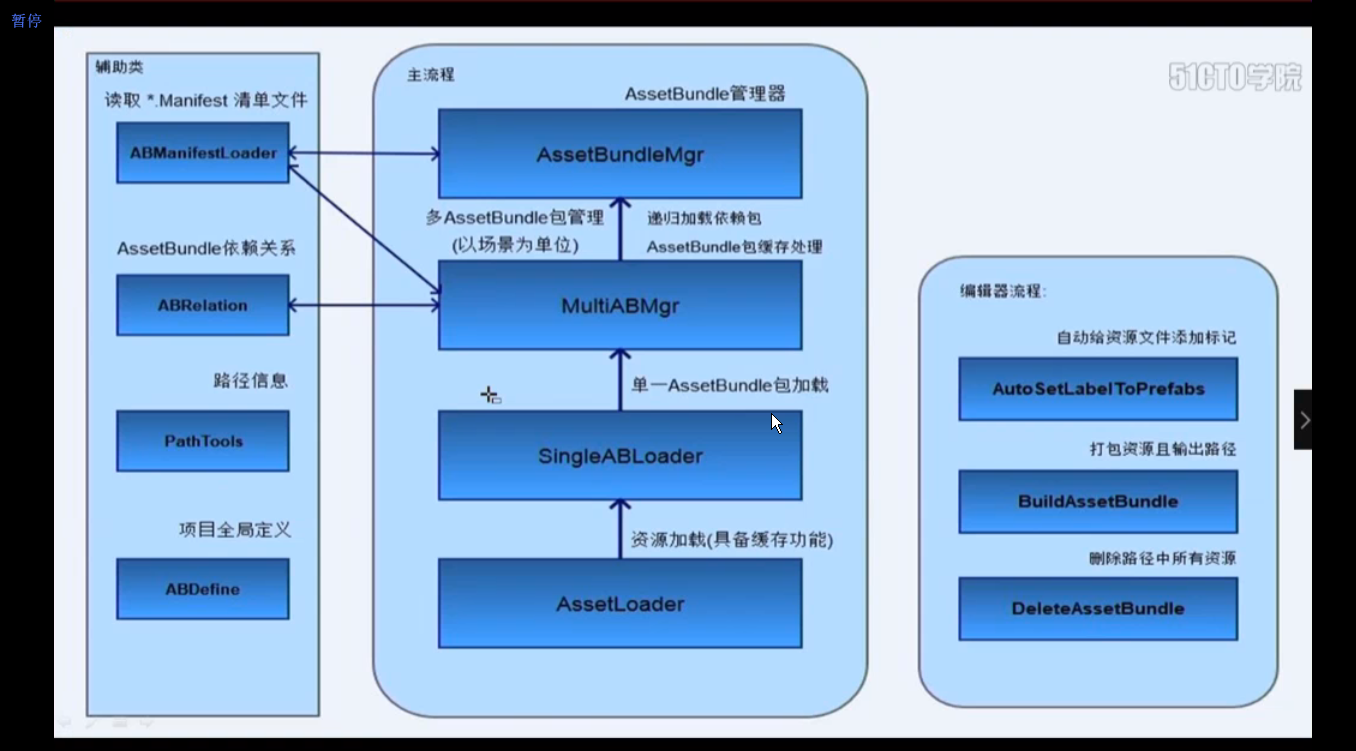 暂停
51CTO学院
辅助类
读取 *.Manifest 清单文件
ABManifestLoader
AssetBundle依赖关系
ABRelation
路径信息
PathTools
项目全局定义
ABDefine
主流程
AssetBundle管理器
AssetBundleMgr
多AssetBundle包管理
(以场景为单位)
递归加载依赖包
AssetBundle包缓存处理
MultiABMgr
单一AssetBundle包加载
SingleABLoader
资源加载(具备缓存功能)
AssetLoader
编辑器流程:
自动给资源文件添加标记
AutoSetLabelToPrefabs
打包资源且输出路径
BuildAssetBundle
删除路径中所有资源
DeleteAssetBundle